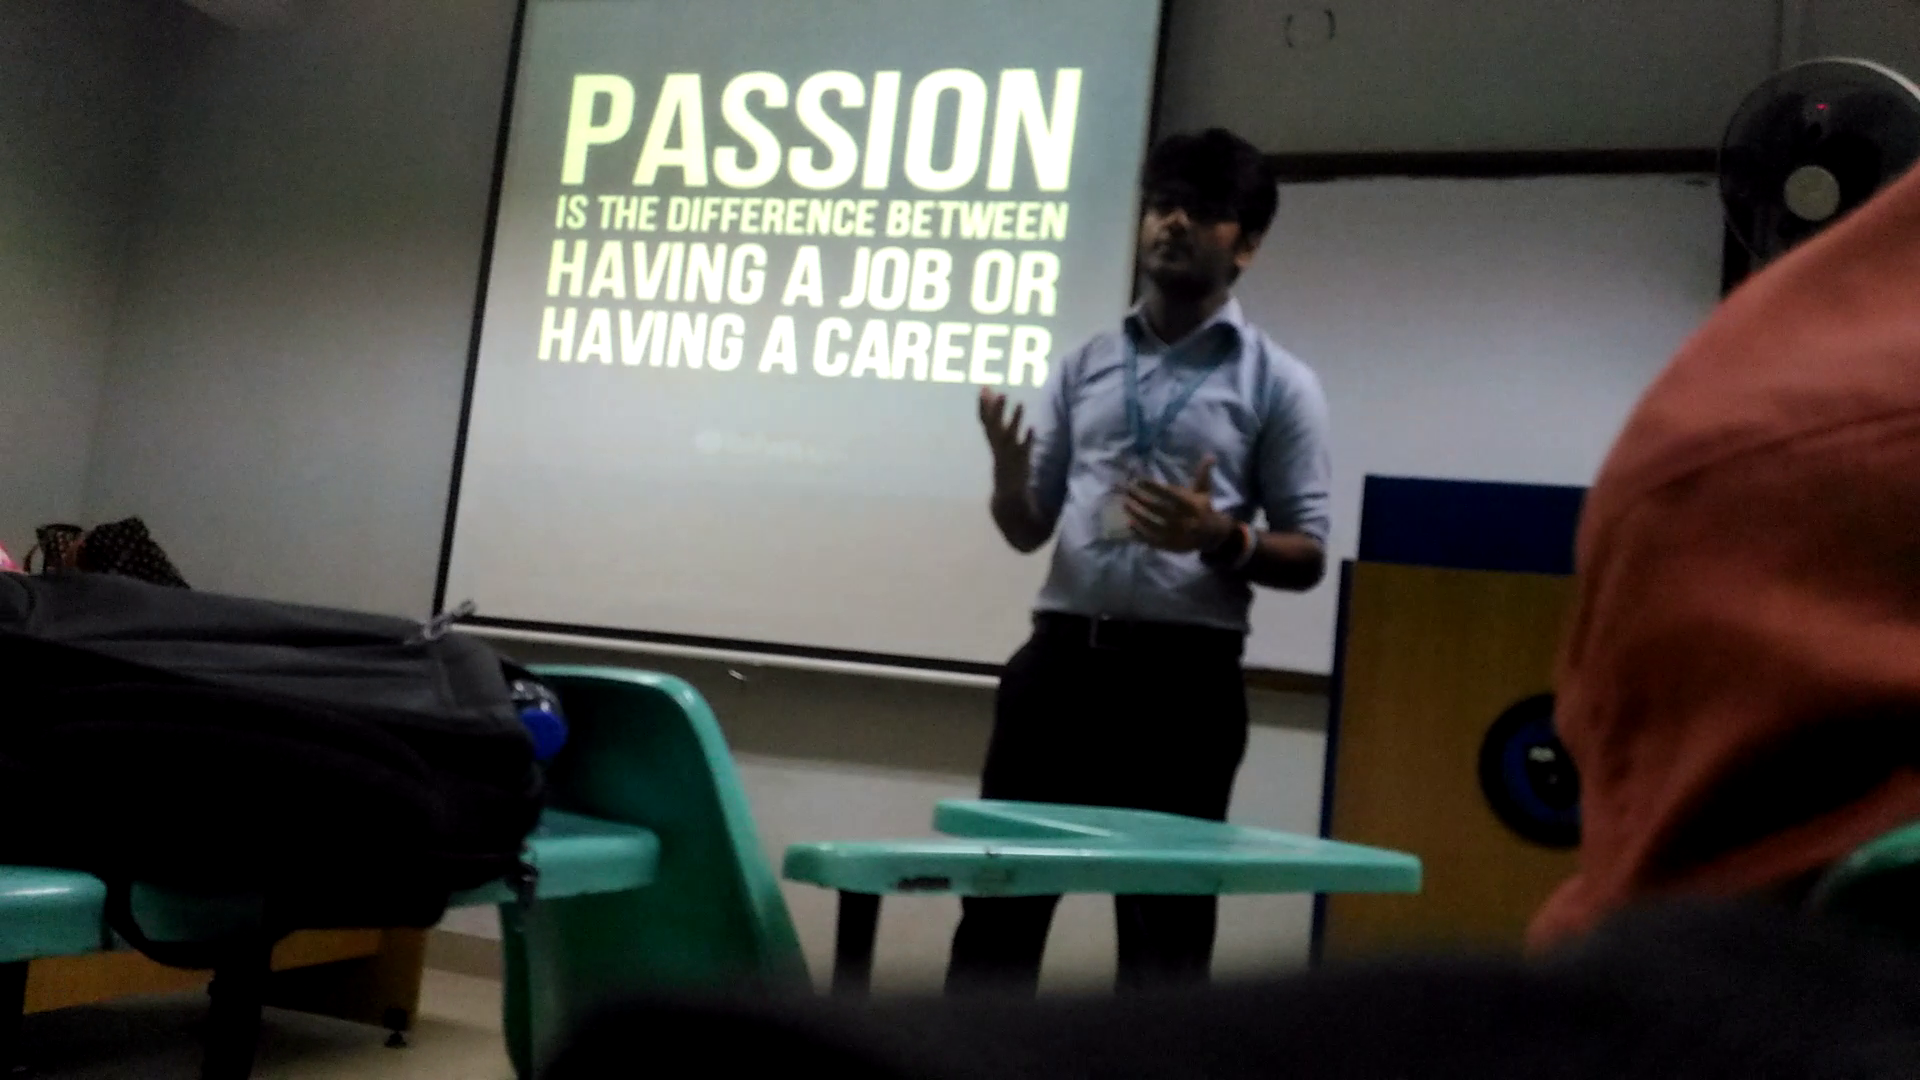 PASSION
IS THE DIFFERENCE BETWEEN
HAVING A JOB OR
HAVING A CAREER